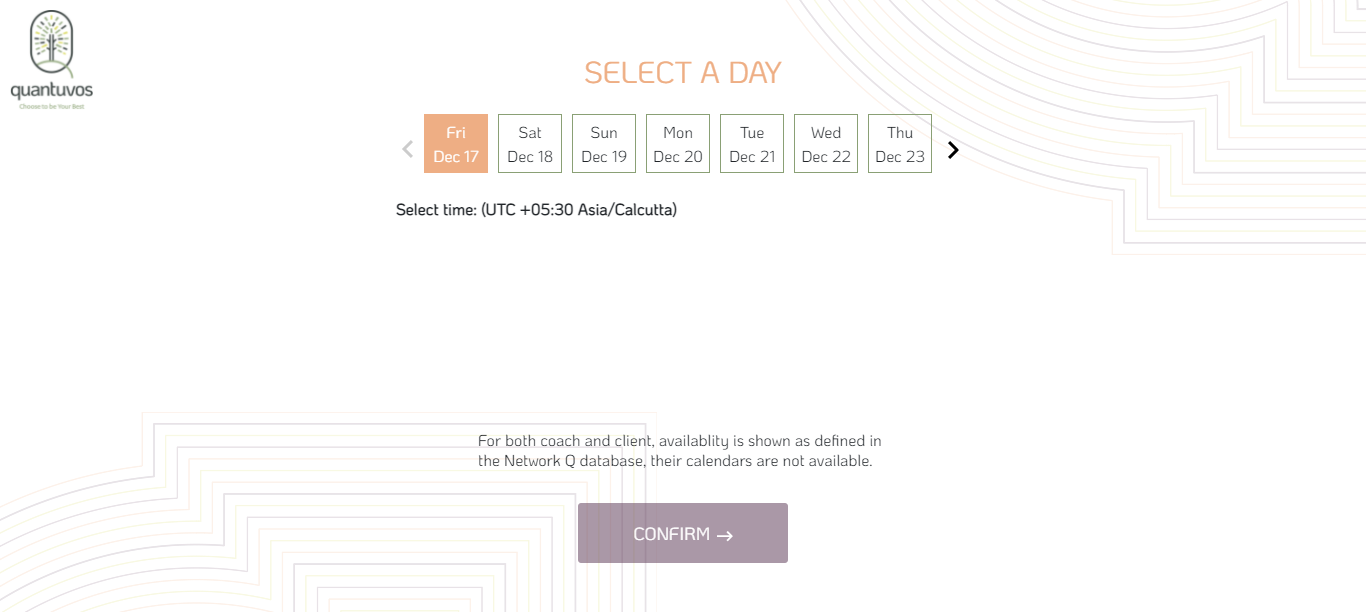 quantuvos
Choose to be Your Best
SELECT A DAY
Fri Sat Sun Mon Tue Wed Thu
Dec 17 Dec 18 Dec 19 Dec 20 Dec 21 Dec 22 Dec 23
Select time: (UTC +05:30 Asia/Calcutta)
For both coach and client, availablity is shown as defined in
the Network Q database, their calendars are not available.
CONFIRM →